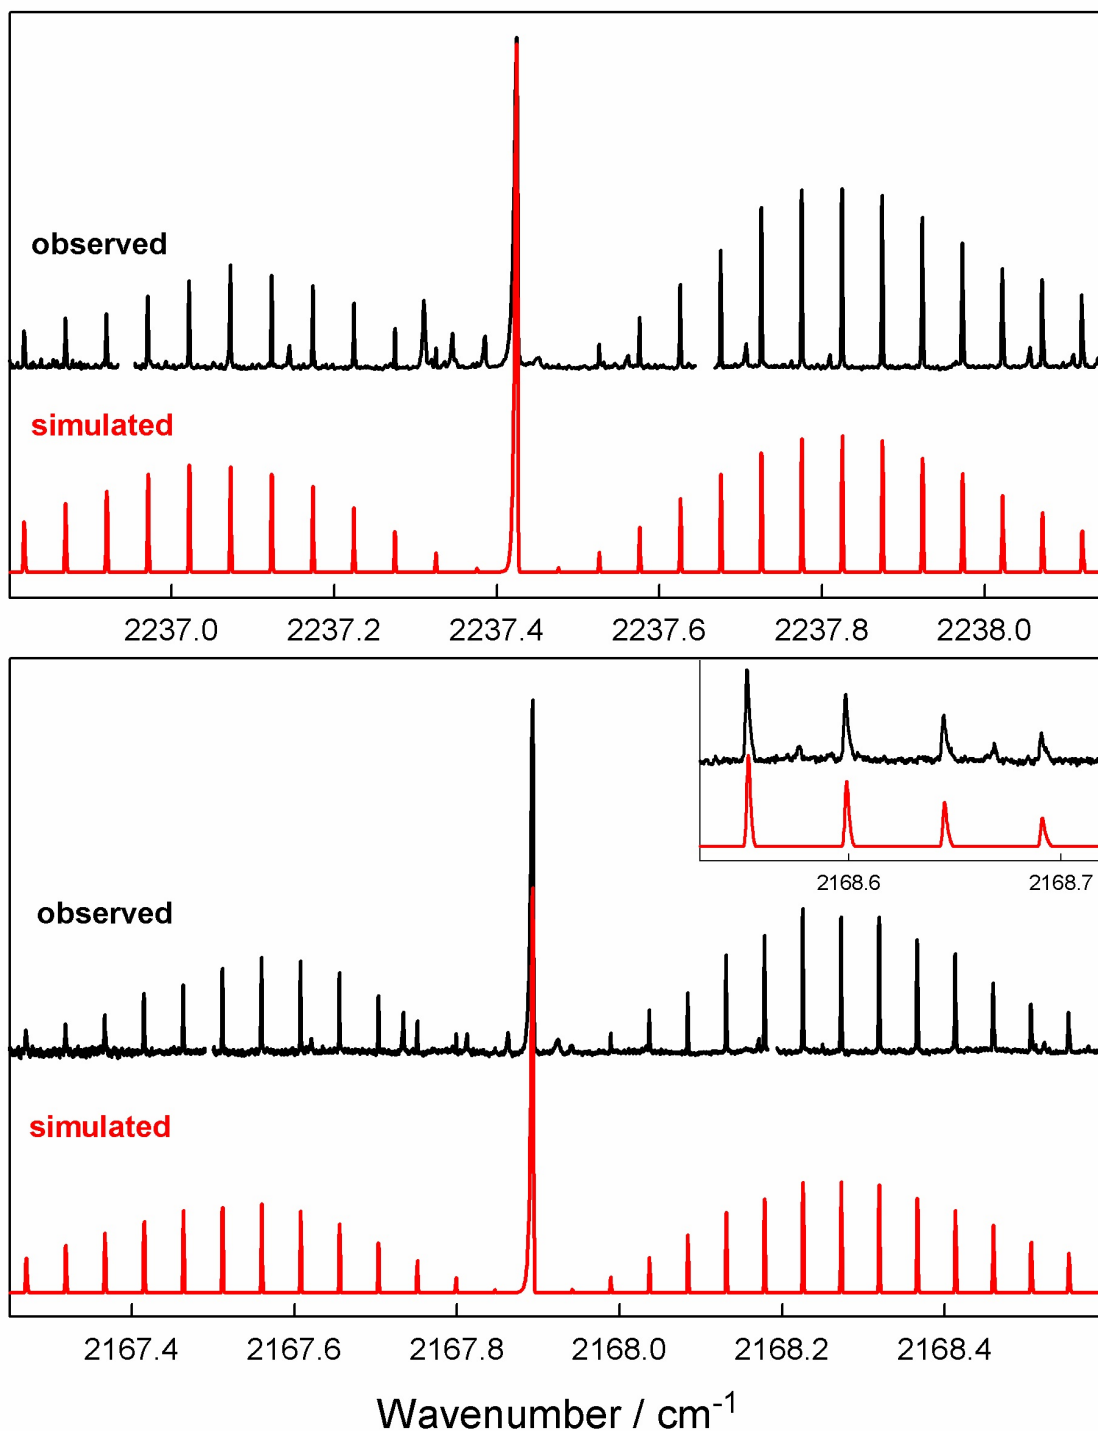 observed
simulated
2237.0 2237.2 2237.4 2237.6 2237.8 2238.0
2168.6 2168.7
observed
simulated
2167.4 2167.6 2167.8 2168.0 2168.2 2168.4
Wavenumber / cm⁻¹